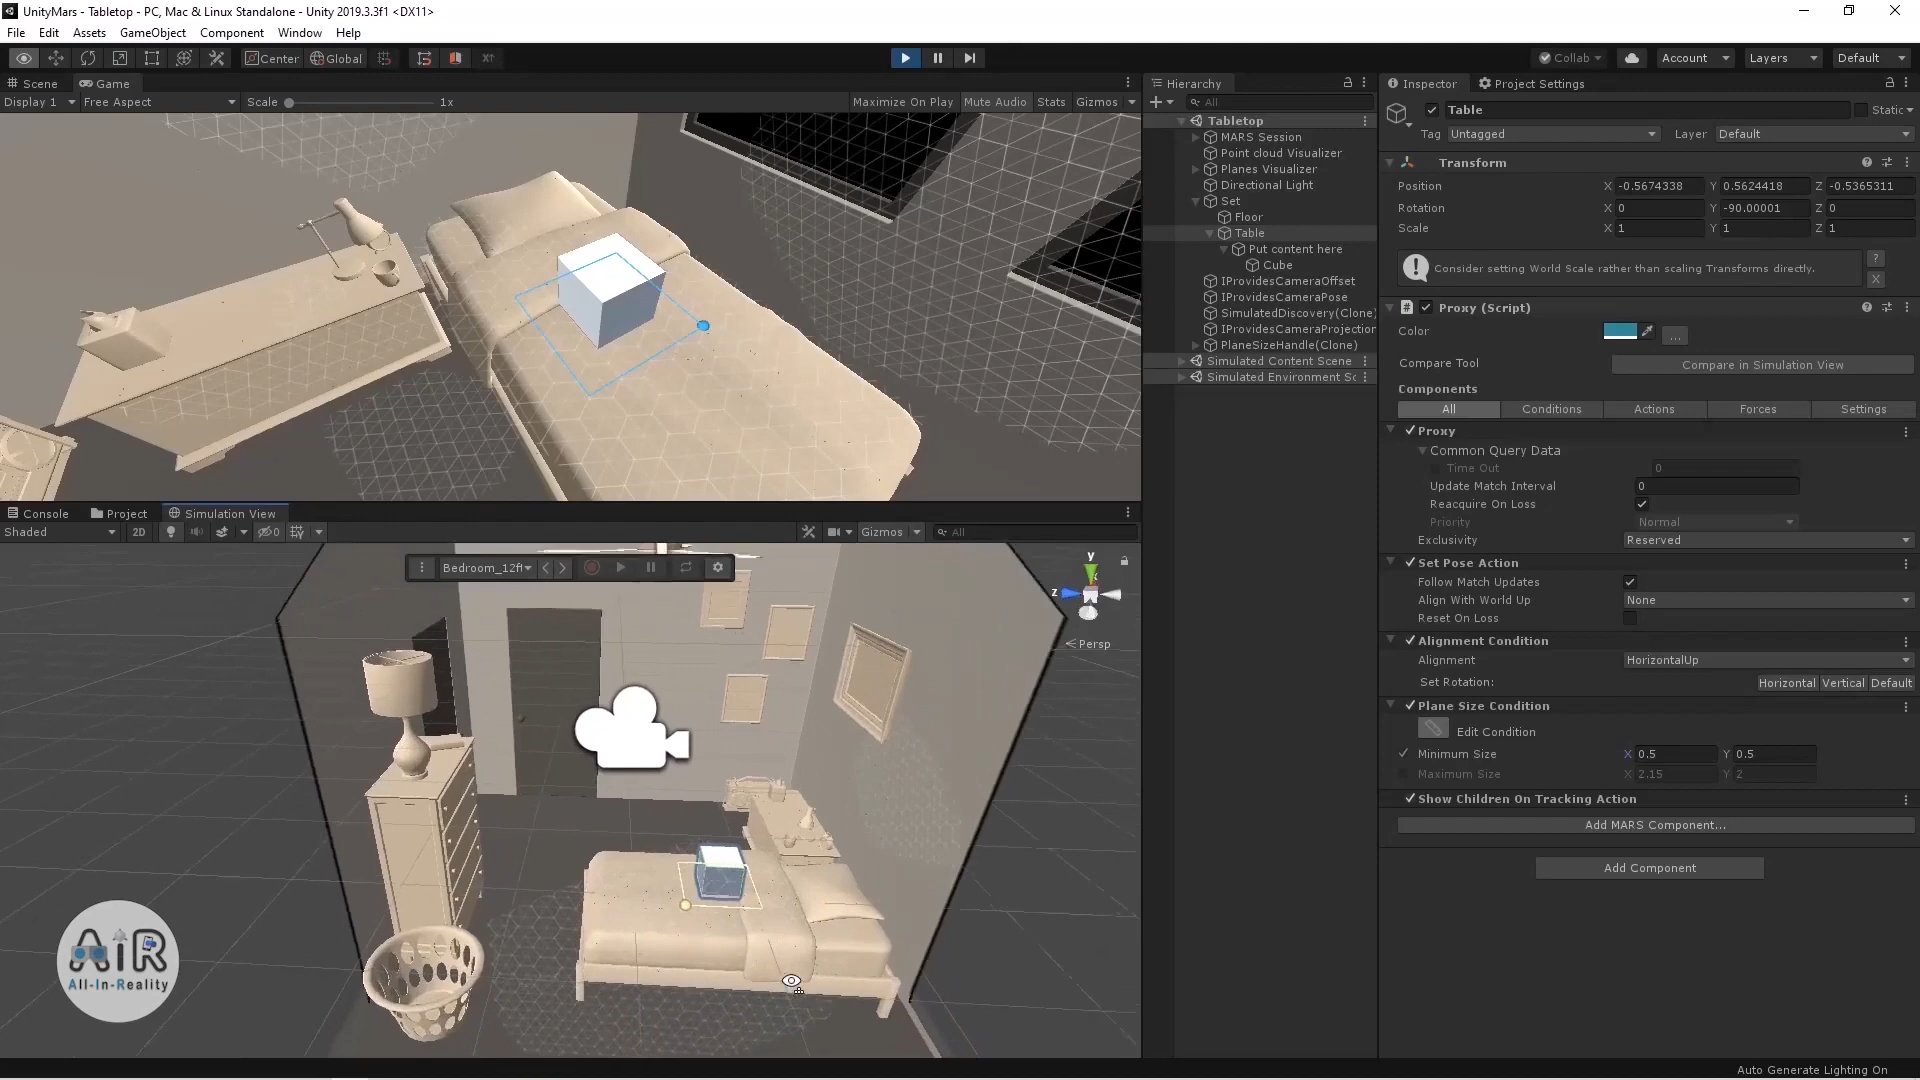 UnityMars - Tabletop - PC, Mac & Linux Standalone - Unity 2019.3.3f1 <DX11>
File Edit Assets GameObject Component Window Help
Center Global Collab Account Layers Default
Scene Game
Display 1 Free Aspect Scale 1x Maximize On Play Mute Audio Stats Gizmos
Hierarchy
All
Tabletop
MARS Session
Point cloud Visualizer
Planes Visualizer
Directional Light
Set
Floor
Table
Put content here
Cube
IProvidesCameraOffset
IProvidesCameraPose
SimulatedDiscovery(Clone)
IProvidesCameraProjection
PlaneSizeHandle(Clone)
Simulated Content Scene
Simulated Environment Sc
Console Project Simulation View
Shaded 2D 0 Gizmos All
Bedroom_12ft
y
z
Persp
AiR
All-In-Reality
Inspector Project Settings
Table Static
Tag Untagged Layer Default
Transform
Position X -0.5674338 Y 0.5624418 Z -0.5365311
Rotation X 0 Y -90.00001 Z 0
Scale X 1 Y 1 Z 1
Consider setting World Scale rather than scaling Transforms directly.
?
X
# Proxy (Script)
Color ...
Compare Tool Compare in Simulation View
Components
All Conditions Actions Forces Settings
Proxy
Common Query Data
Time Out 0
Update Match Interval 0
Reacquire On Loss
Priority Normal
Exclusivity Reserved
Set Pose Action
Follow Match Updates
Align With World Up None
Reset On Loss
Alignment Condition
Alignment HorizontalUp
Set Rotation: Horizontal Vertical Default
Plane Size Condition
Edit Condition
Minimum Size X 0.5 Y 0.5
Maximum Size X 2.15 Y 2
Show Children On Tracking Action
Add MARS Component...
Add Component
Auto Generate Lighting On